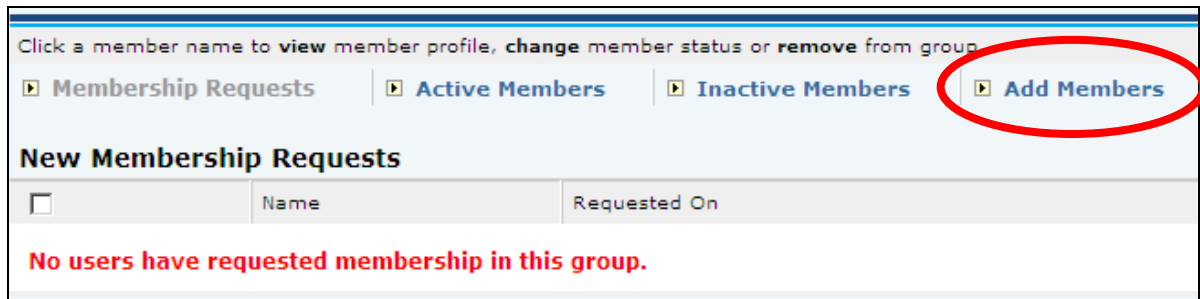 Click a member name to view member profile, change member status or remove from group
Membership Requests Active Members Inactive Members Add Members
New Membership Requests
Name Requested On
No users have requested membership in this group.